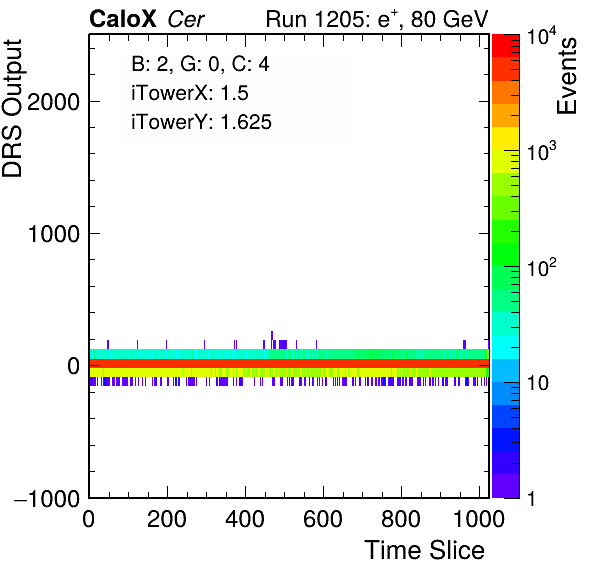 CaloX Cer Run 1205: e+, 80 GeV
B: 2, G: 0, C: 4
iTowerX: 1.5
iTowerY: 1.625
DRS Output
2000
1000
0
−1000
0 200 400 600 800 1000
Time Slice
Events
10^4
10^3
10^2
10
1